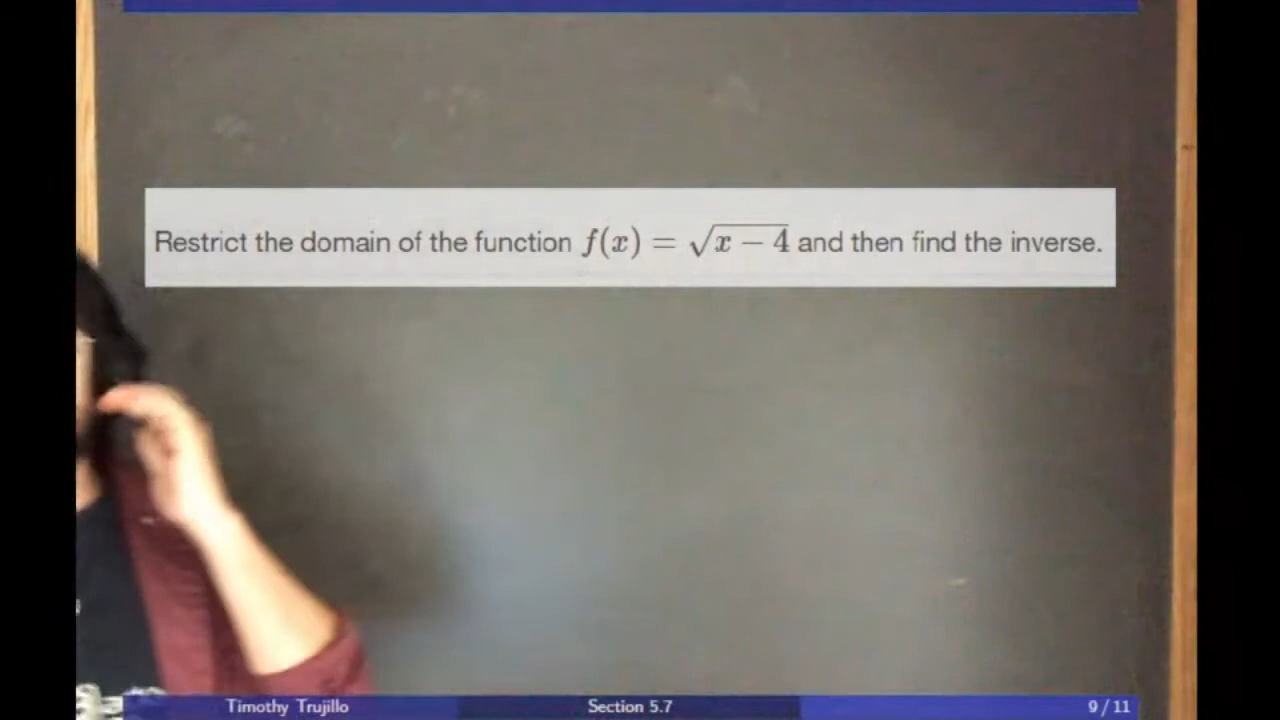 Restrict the domain of the function f(x) = √x − 4 and then find the inverse.
Timothy Trujillo Section 5.7 9 / 11